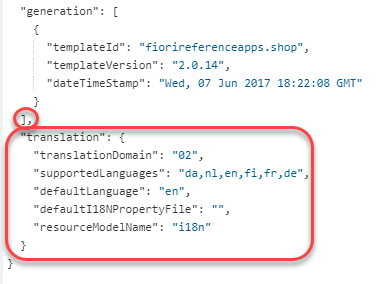 "generation": [
{
"templateId": "fiorireferenceapps.shop",
"templateVersion": "2.0.14",
"dateTimeStamp": "Wed, 07 Jun 2017 18:22:08 GMT"
}
],
"translation": {
"translationDomain": "02",
"supportedLanguages": "da,nl,en,fi,fr,de",
"defaultLanguage": "en",
"defaultI18NPropertyFile": "",
"resourceModelName": "i18n"
}
}